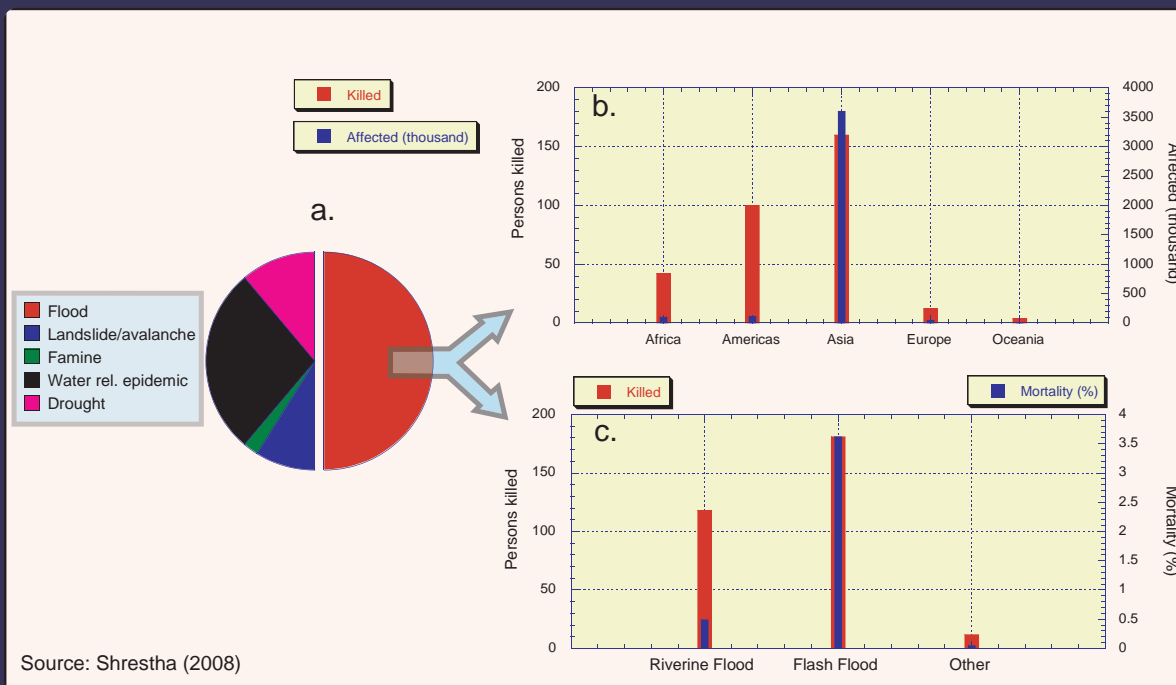 Killed
Affected (thousand)
a.
Flood
Landslide/avalanche
Famine
Water rel. epidemic
Drought
b.
Persons killed
200
150
100
50
0
4000
3500
3000
2500
2000
1500
1000
500
0
Affected (thousand)
Africa
Americas
Asia
Europe
Oceania
Killed
Mortality (%)
c.
Persons killed
200
150
100
50
0
4
3.5
3
2.5
2
1.5
1
0.5
0
Mortality (%)
Riverine Flood
Flash Flood
Other
Source: Shrestha (2008)